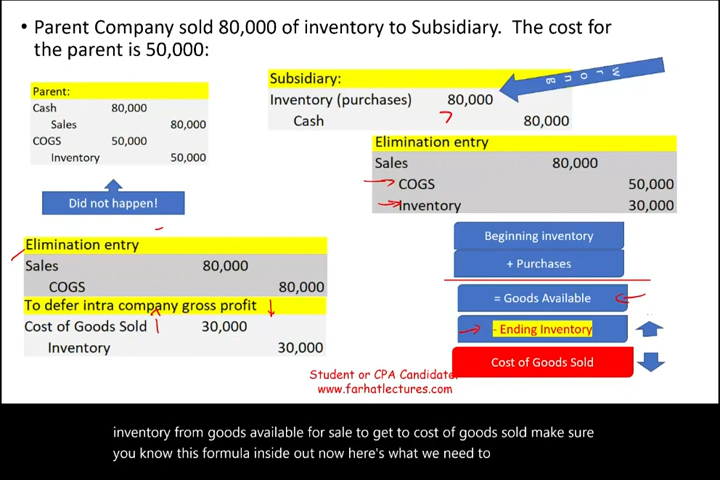 • Parent Company sold 80,000 of inventory to Subsidiary. The cost for
the parent is 50,000:
Parent:
Cash 80,000
Sales 80,000
COGS 50,000
Inventory 50,000
Did not happen!
Subsidiary:
Inventory (purchases) 80,000
Cash 80,000
Wrong
Elimination entry
Sales 80,000
COGS 50,000
Inventory 30,000
Elimination entry
Sales 80,000
COGS 80,000
To defer intra company gross profit
Cost of Goods Sold 30,000
Inventory 30,000
Beginning inventory
+ Purchases
= Goods Available
- Ending Inventory
Cost of Goods Sold
Student or CPA Candidate
www.farhatlectures.com
inventory from goods available for sale to get to cost of goods sold make sure
you know this formula inside out now here's what we need to